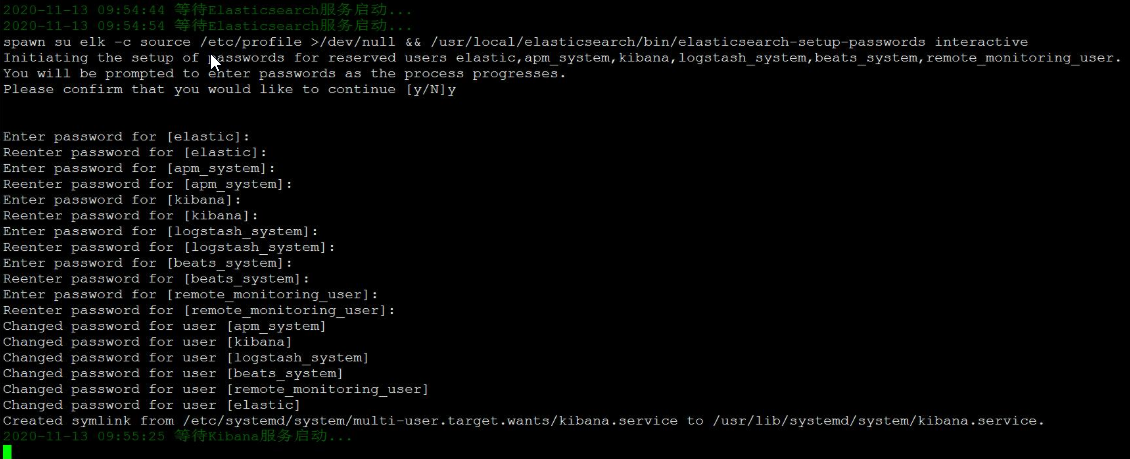 2020-11-13 09:54:44 等待Elasticsearch服务启动...
2020-11-13 09:54:54 等待Elasticsearch服务启动...
spawn su elk -c source /etc/profile >/dev/null && /usr/local/elasticsearch/bin/elasticsearch-setup-passwords interactive
Initiating the setup of passwords for reserved users elastic,apm_system,kibana,logstash_system,beats_system,remote_monitoring_user.
You will be prompted to enter passwords as the process progresses.
Please confirm that you would like to continue [y/N]y
Enter password for [elastic]:
Reenter password for [elastic]:
Enter password for [apm_system]:
Reenter password for [apm_system]:
Enter password for [kibana]:
Reenter password for [kibana]:
Enter password for [logstash_system]:
Reenter password for [logstash_system]:
Enter password for [beats_system]:
Reenter password for [beats_system]:
Enter password for [remote_monitoring_user]:
Reenter password for [remote_monitoring_user]:
Changed password for user [apm_system]
Changed password for user [kibana]
Changed password for user [logstash_system]
Changed password for user [beats_system]
Changed password for user [remote_monitoring_user]
Changed password for user [elastic]
Created symlink from /etc/systemd/system/multi-user.target.wants/kibana.service to /usr/lib/systemd/system/kibana.service.
2020-11-13 09:55:25 等待Kibana服务启动...